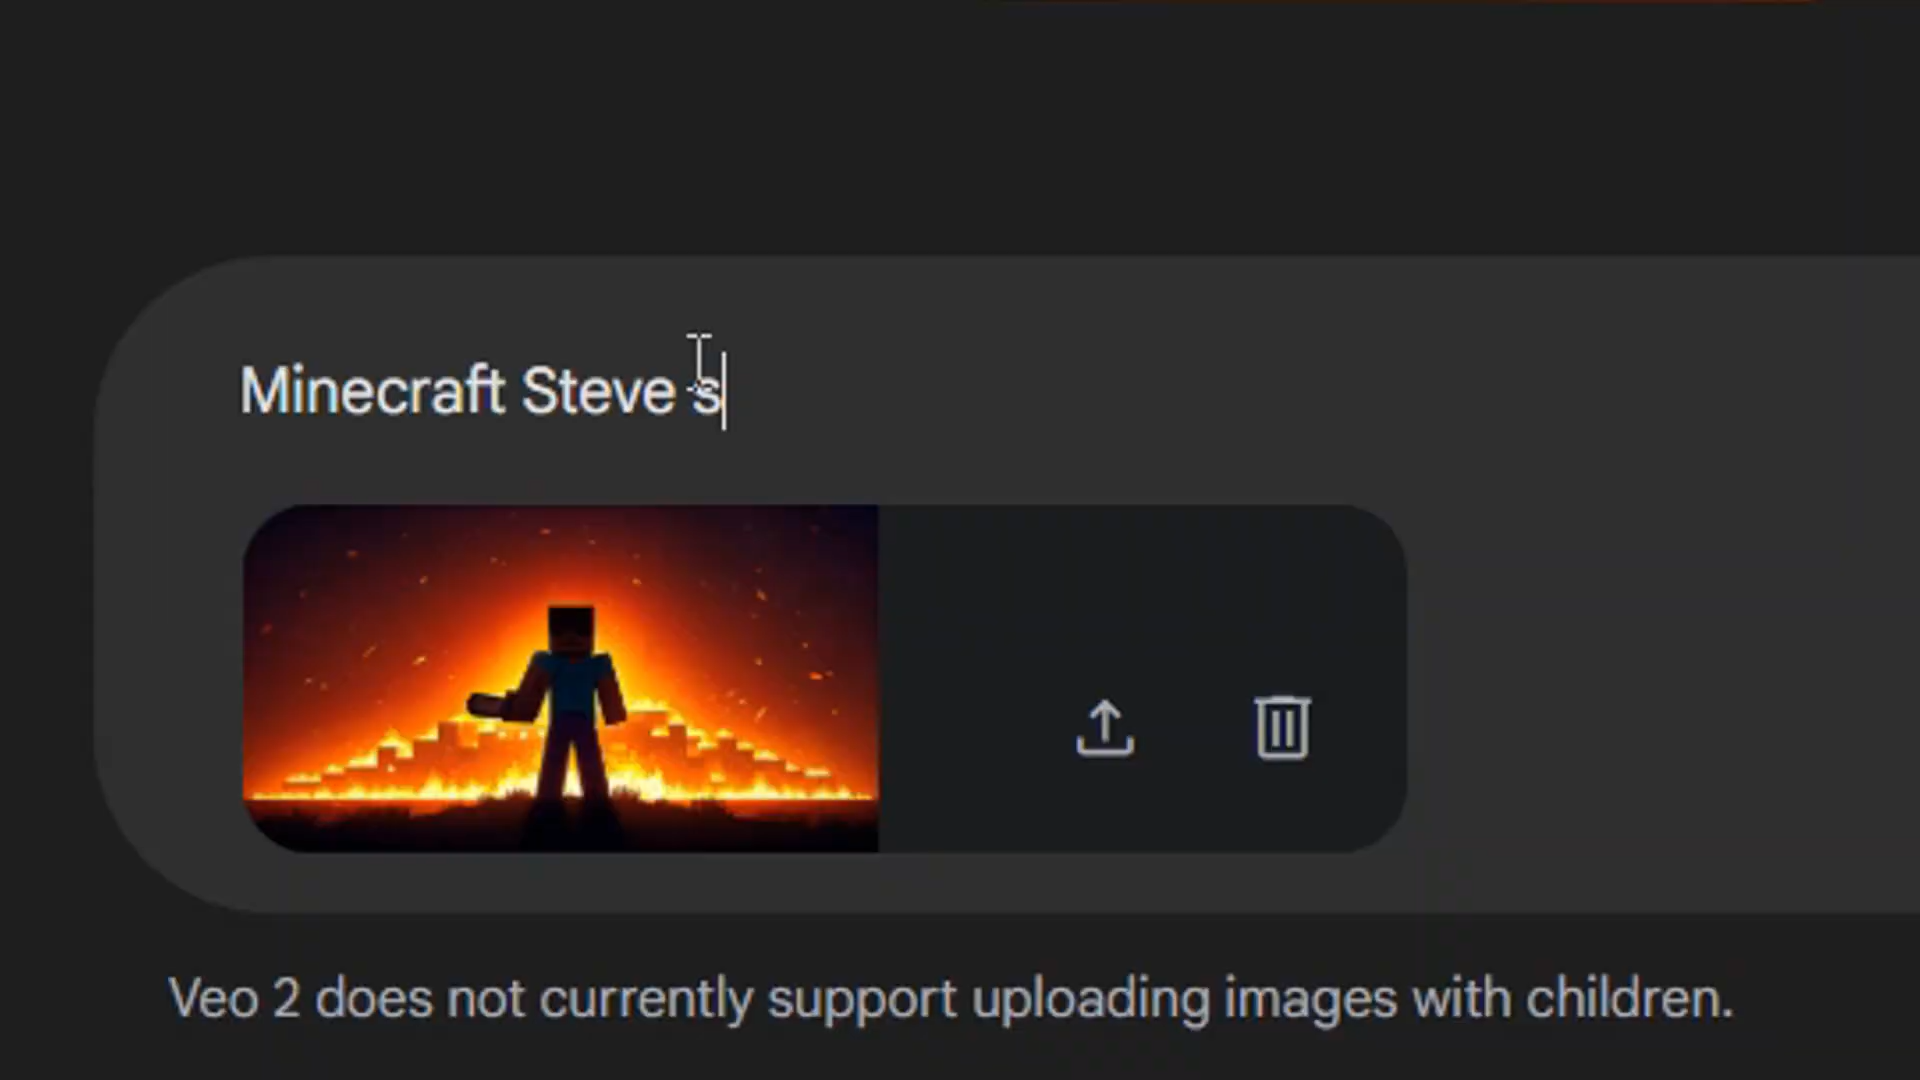 Minecraft Steve s
Veo 2 does not currently support uploading images with children.